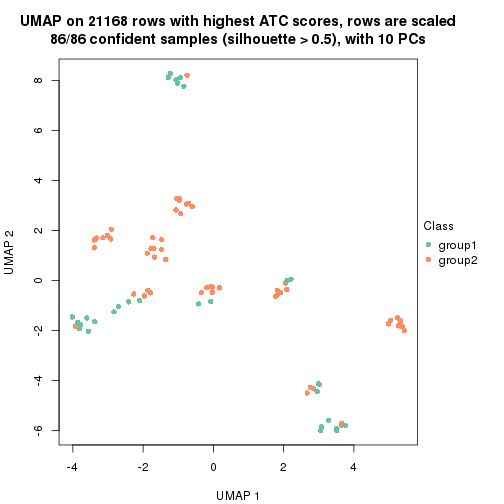 UMAP on 21168 rows with highest ATC scores, rows are scaled
86/86 confident samples (silhouette > 0.5), with 10 PCs
8
6
4
2
0
-2
-4
-6
UMAP 2
-4
-2
0
2
4
UMAP 1
Class
group1
group2